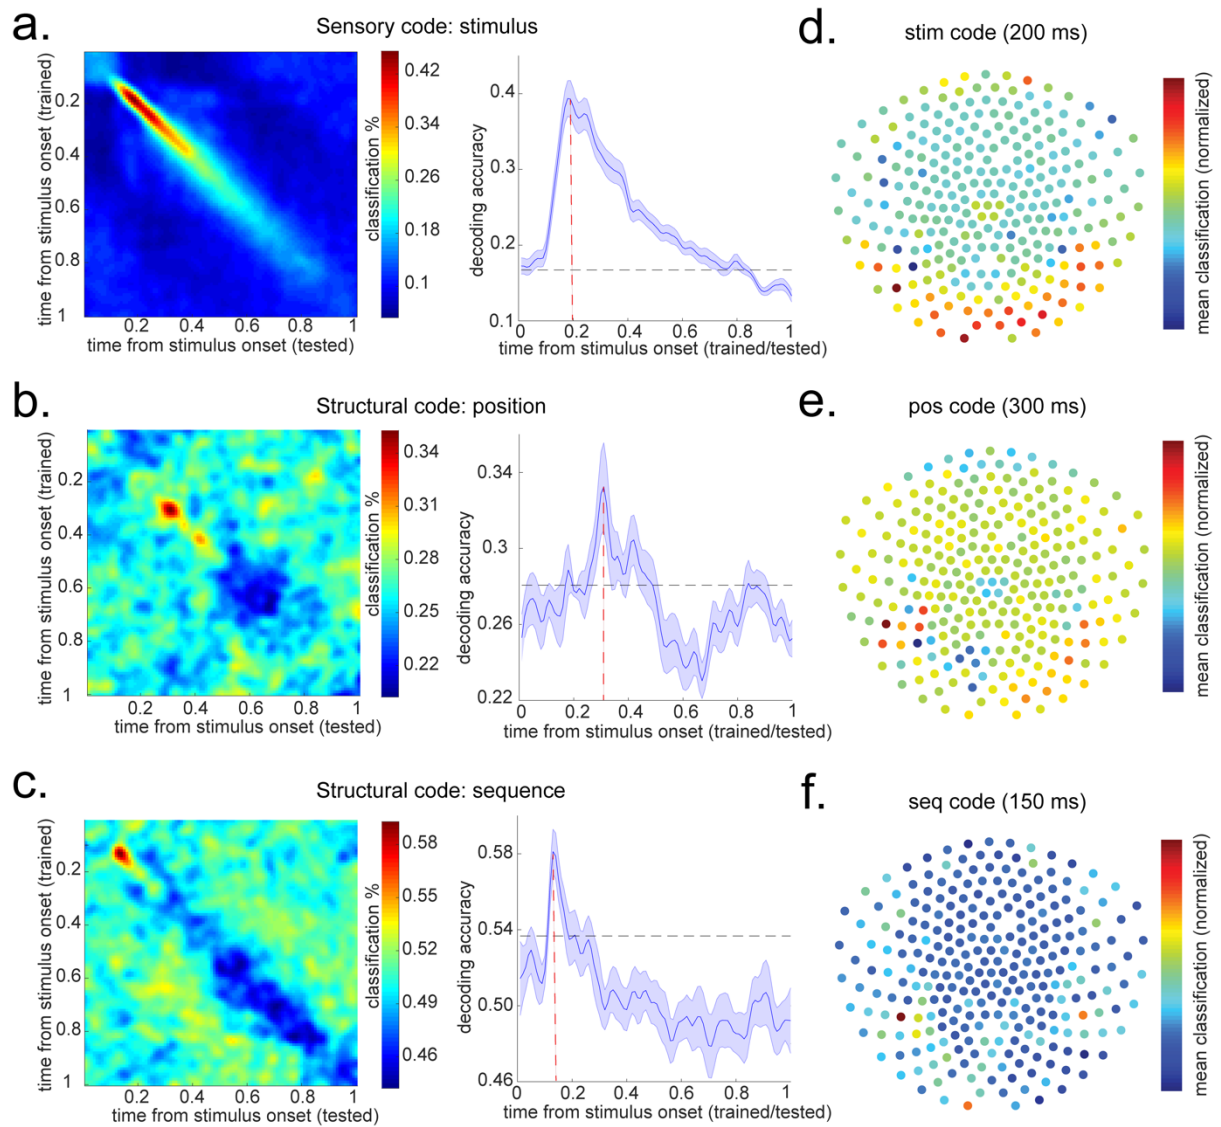 a.
Sensory code: stimulus
time from stimulus onset (trained)
0.2
0.4
0.6
0.8
1
0.2
0.4
0.6
0.8
1
time from stimulus onset (tested)
0.42
0.34
0.26
0.18
0.1
classification %
decoding accuracy
0.4
0.3
0.2
0.1
0
0.2
0.4
0.6
0.8
1
time from stimulus onset (trained/tested)
d.
stim code (200 ms)
mean classification (normalized)
b.
Structural code: position
time from stimulus onset (trained)
0.2
0.4
0.6
0.8
1
0.2
0.4
0.6
0.8
1
time from stimulus onset (tested)
0.34
0.31
0.28
0.25
0.22
classification %
decoding accuracy
0.34
0.3
0.26
0.22
0
0.2
0.4
0.6
0.8
1
time from stimulus onset (trained/tested)
e.
pos code (300 ms)
mean classification (normalized)
c.
Structural code: sequence
time from stimulus onset (trained)
0.2
0.4
0.6
0.8
1
0.2
0.4
0.6
0.8
1
time from stimulus onset (tested)
0.58
0.55
0.52
0.49
0.46
classification %
decoding accuracy
0.58
0.54
0.50
0.46
0
0.2
0.4
0.6
0.8
1
time from stimulus onset (trained/tested)
f.
seq code (150 ms)
mean classification (normalized)